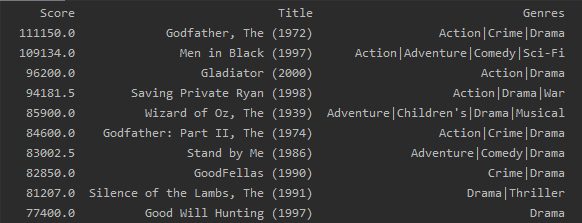 Score Title Genres
111150.0 Godfather, The (1972) Action|Crime|Drama
109134.0 Men in Black (1997) Action|Adventure|Comedy|Sci-Fi
96200.0 Gladiator (2000) Action|Drama
94181.5 Saving Private Ryan (1998) Action|Drama|War
85900.0 Wizard of Oz, The (1939) Adventure|Children's|Drama|Musical
84600.0 Godfather: Part II, The (1974) Action|Crime|Drama
83002.5 Stand by Me (1986) Adventure|Comedy|Drama
82850.0 GoodFellas (1990) Crime|Drama
81207.0 Silence of the Lambs, The (1991) Drama|Thriller
77400.0 Good Will Hunting (1997) Drama